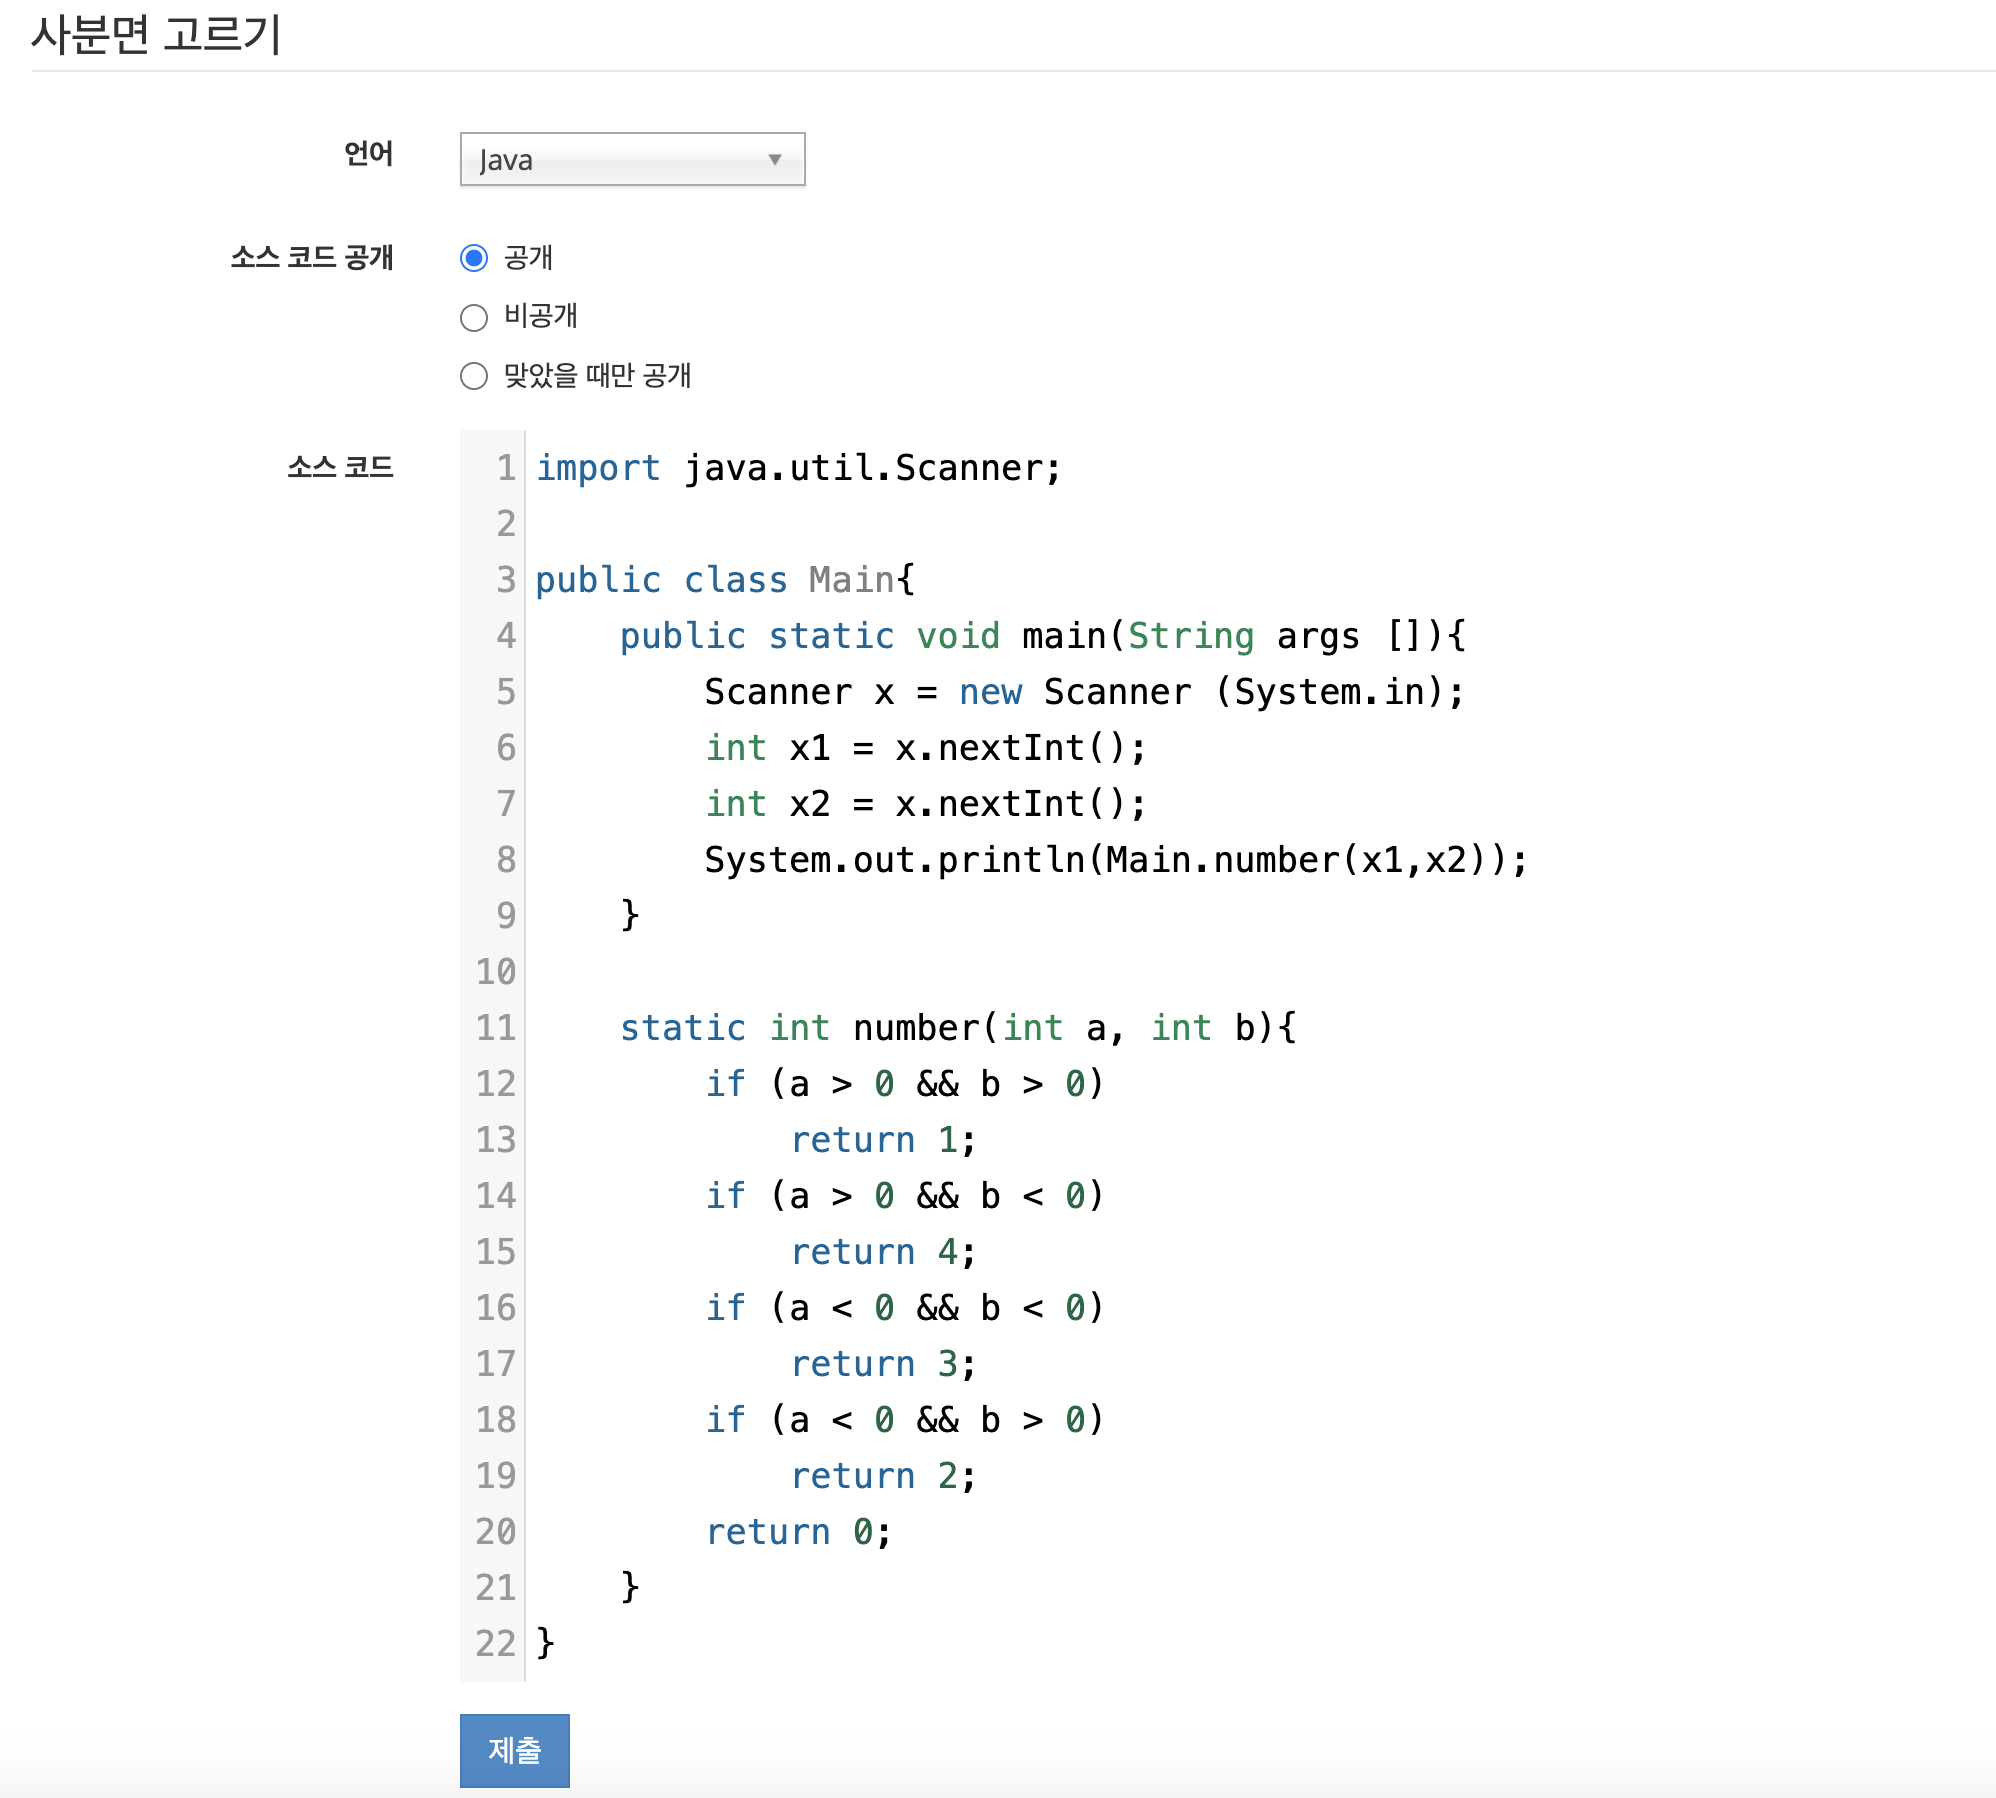 사분면 고르기
언어
Java
소스 코드 공개
공개
비공개
맞았을 때만 공개
소스 코드
1 import java.util.Scanner;
2
3 public class Main{
4     public static void main(String args []){
5         Scanner x = new Scanner (System.in);
6         int x1 = x.nextInt();
7         int x2 = x.nextInt();
8         System.out.println(Main.number(x1,x2));
9     }
10
11     static int number(int a, int b){
12         if (a > 0 && b > 0)
13             return 1;
14         if (a > 0 && b < 0)
15             return 4;
16         if (a < 0 && b < 0)
17             return 3;
18         if (a < 0 && b > 0)
19             return 2;
20         return 0;
21     }
22 }
제출